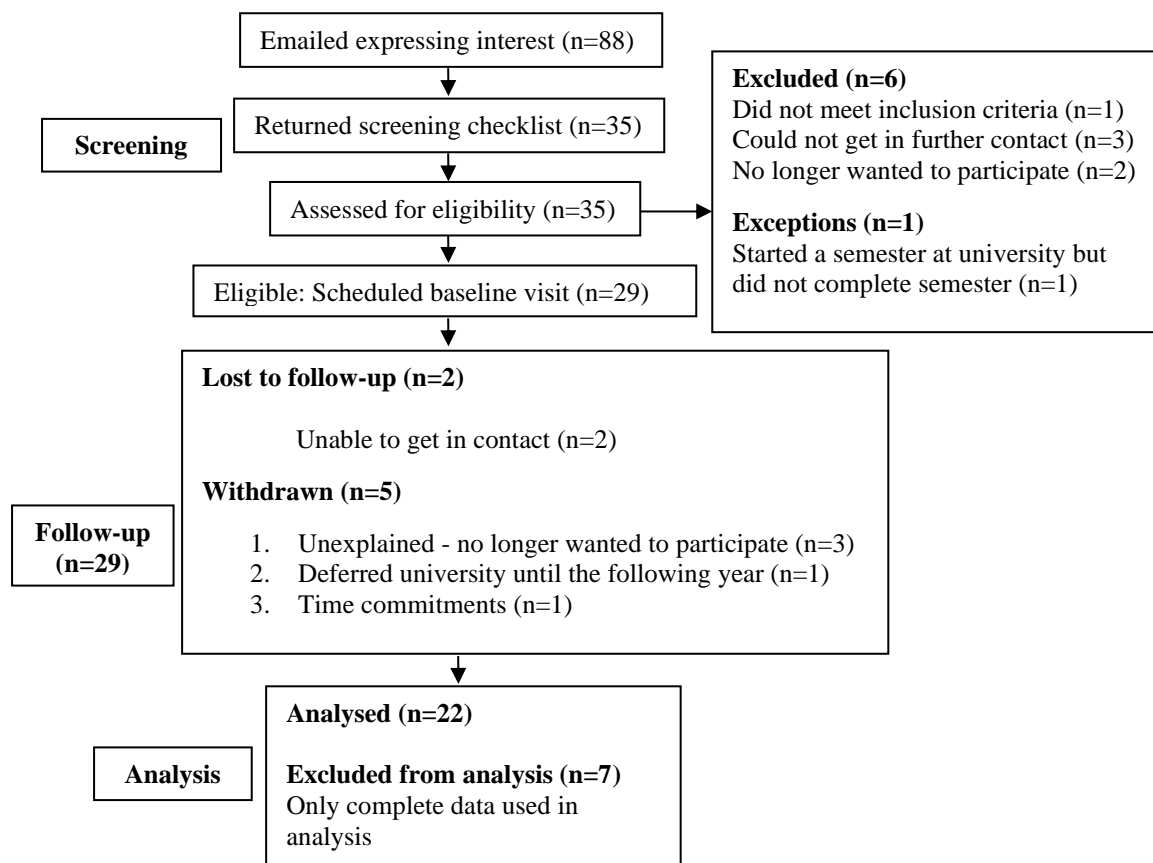 Emailed expressing interest (n=88)
Excluded (n=6)
Did not meet inclusion criteria (n=1)
Could not get in further contact (n=3)
No longer wanted to participate (n=2)
Exceptions (n=1)
Started a semester at university but
did not complete semester (n=1)
Screening
Returned screening checklist (n=35)
Assessed for eligibility (n=35)
Eligible: Scheduled baseline visit (n=29)
Follow-up
(n=29)
Lost to follow-up (n=2)
Unable to get in contact (n=2)
Withdrawn (n=5)
1. Unexplained - no longer wanted to participate (n=3)
2. Deferred university until the following year (n=1)
3. Time commitments (n=1)
Analysis
Analysed (n=22)
Excluded from analysis (n=7)
Only complete data used in
analysis